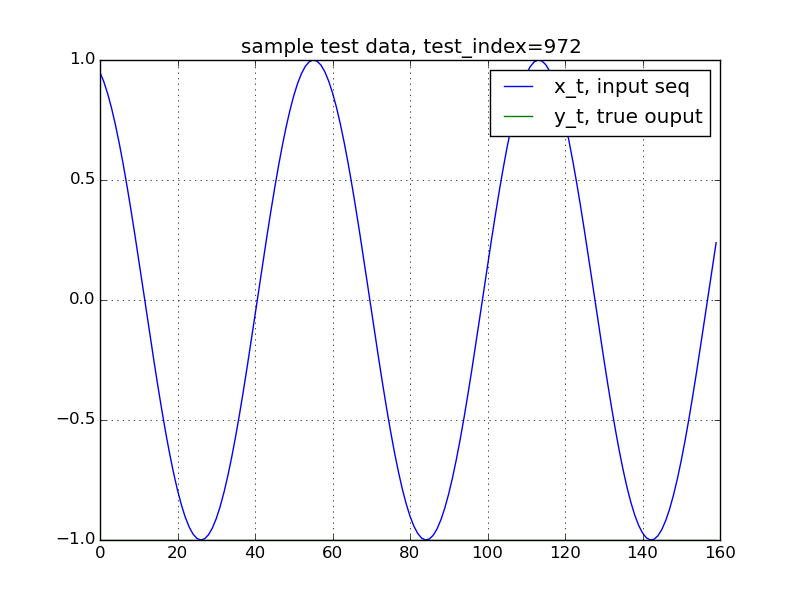 sample test data, test_index=972
x_t, input seq
y_t, true ouput
1.0
0.5
0.0
−0.5
−1.0
0 20 40 60 80 100 120 140 160